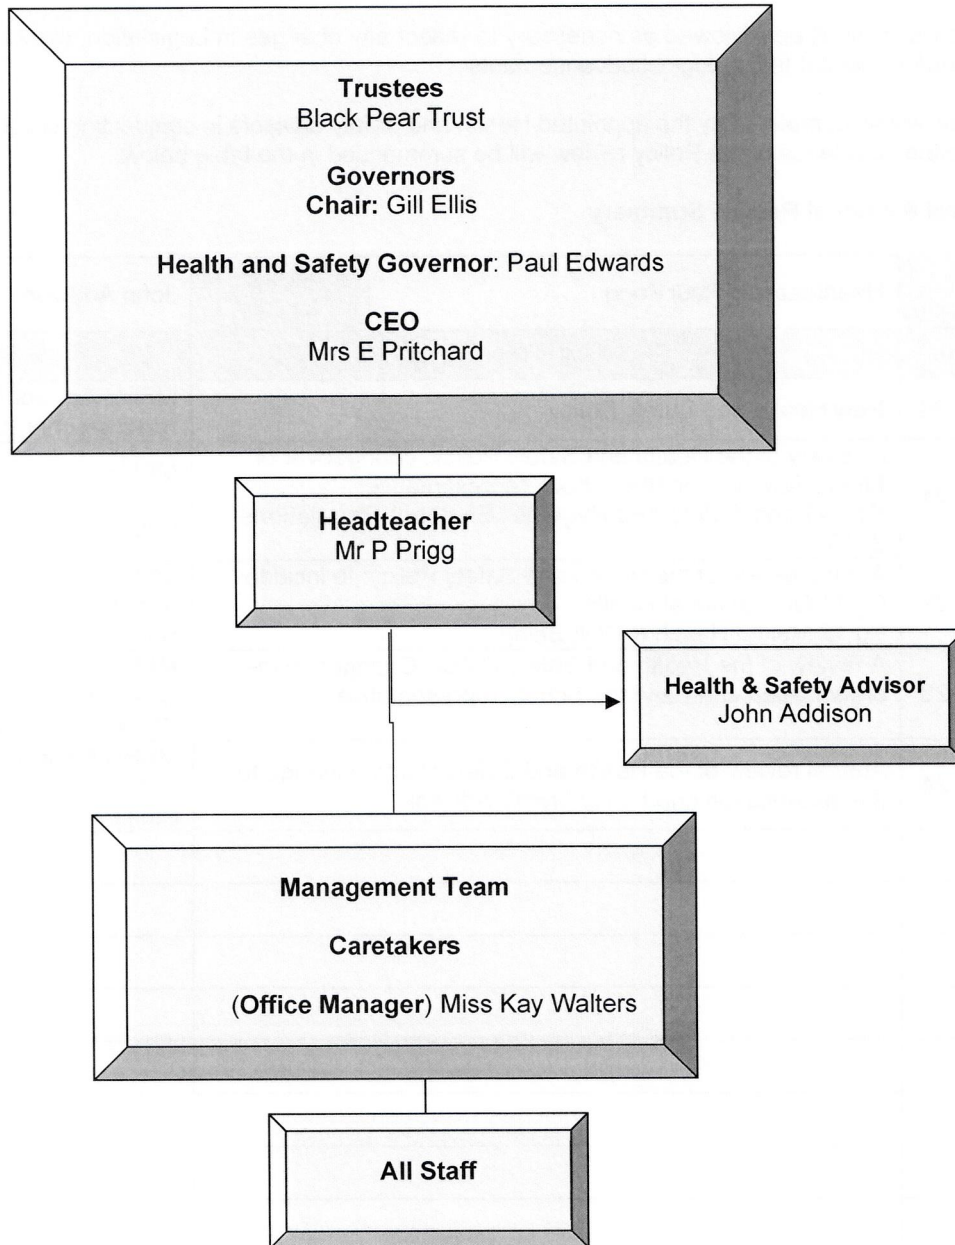 Trustees
Black Pear Trust
Governors
Chair: Gill Ellis
Health and Safety Governor: Paul Edwards
CEO
Mrs E Pritchard
Headteacher
Mr P Prigg
Health & Safety Advisor
John Addison
Management Team
Caretakers
(Office Manager) Miss Kay Walters
All Staff